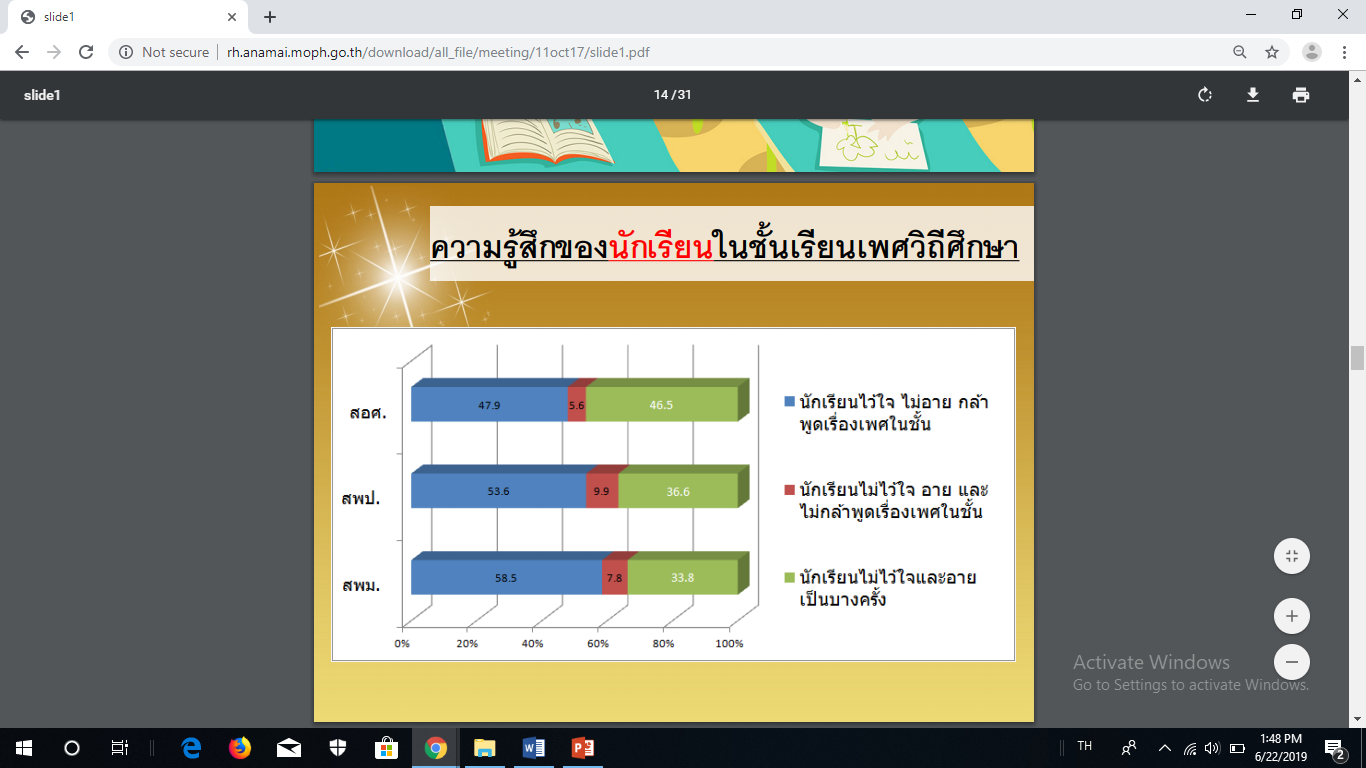 slide1
Not secure
rh.anamai.moph.go.th/download/all_file/meeting/11oct17/slide1.pdf
slide1
14 / 31
ความรู้สึกของนักเรียนในชั้นเรียนเพศวิถีศึกษา
สอศ.
47.9
5.6
46.5
สพป.
53.6
9.9
36.6
สพม.
58.5
7.8
33.8
0%
20%
40%
60%
80%
100%
นักเรียนไว้ใจ ไม่อาย กล้า
พูดเรื่องเพศในชั้น
นักเรียนไม่ไว้ใจ อาย และ
ไม่กล้าพูดเรื่องเพศในชั้น
นักเรียนไม่ไว้ใจและอาย
เป็นบางครั้ง
Activate Windows
Go to Settings to activate Windows.
TH
1:48 PM
6/22/2019
2